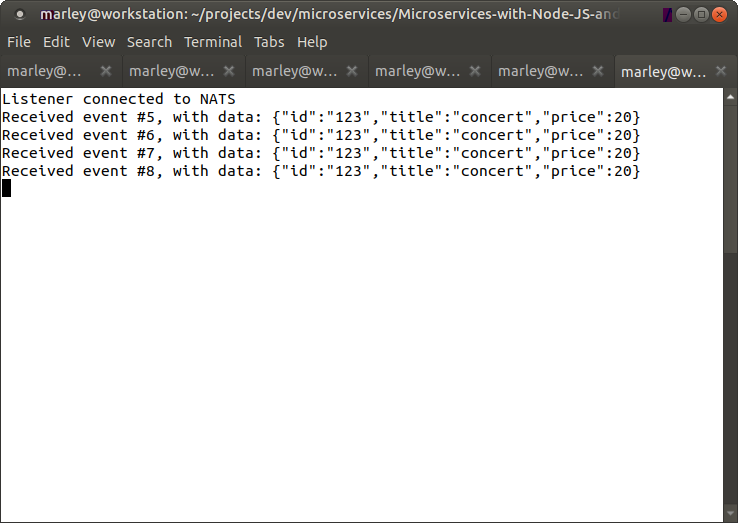 marley@workstation: ~/projects/dev/microservices/Microservices-with-Node-JS-and
File Edit View Search Terminal Tabs Help
marley@... marley@w... marley@w... marley@w... marley@w... marley@w...
Listener connected to NATS
Received event #5, with data: {"id":"123","title":"concert","price":20}
Received event #6, with data: {"id":"123","title":"concert","price":20}
Received event #7, with data: {"id":"123","title":"concert","price":20}
Received event #8, with data: {"id":"123","title":"concert","price":20}